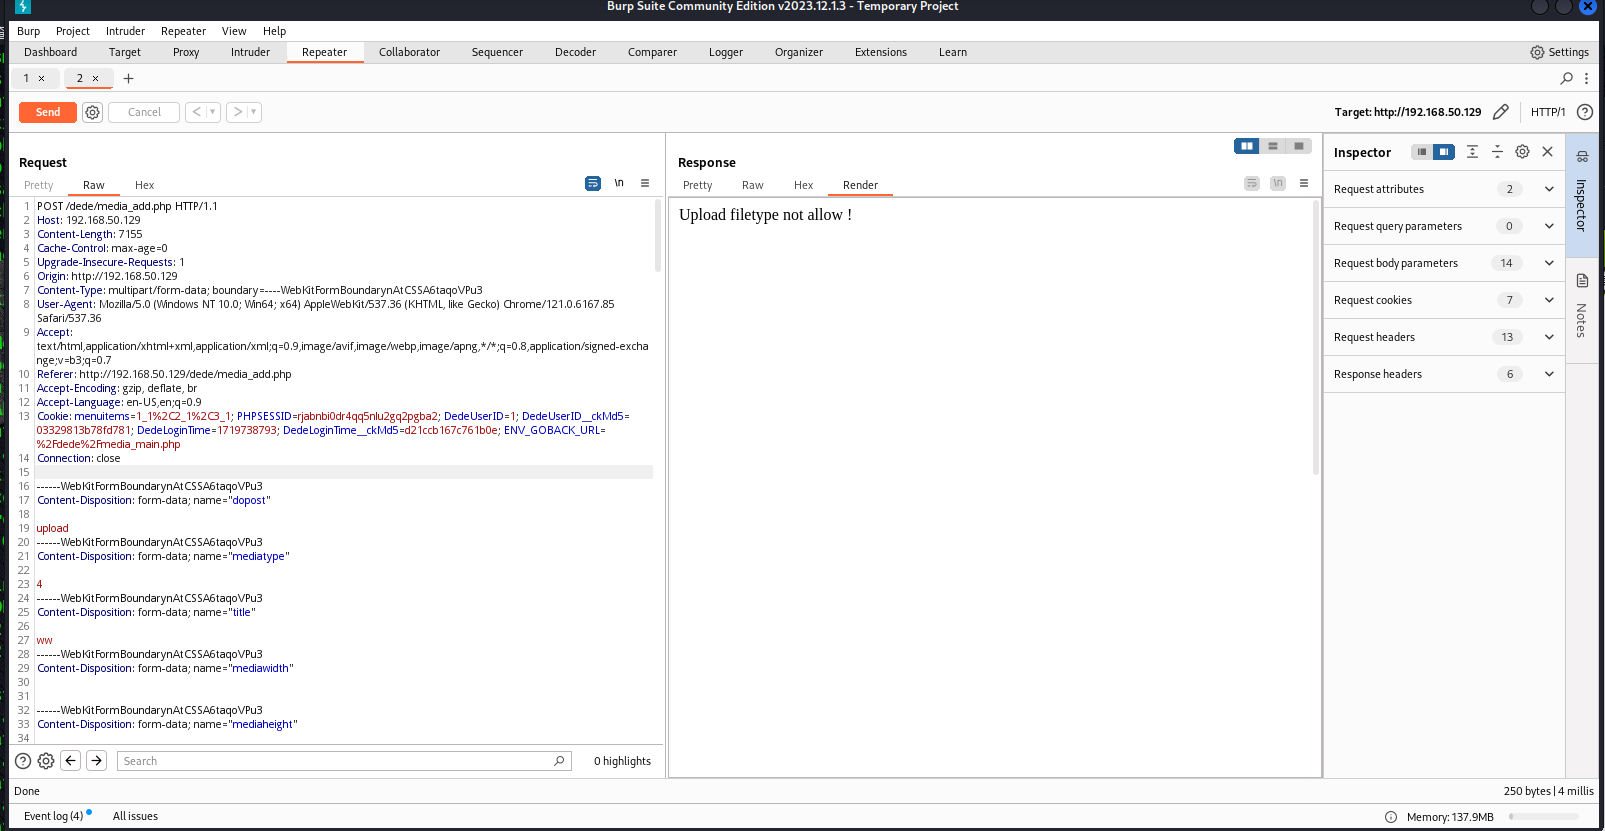 Burp Suite Community Edition v2023.12.1.3 - Temporary Project
Burp Project Intruder Repeater View Help
Dashboard Target Proxy Intruder Repeater Collaborator Sequencer Decoder Comparer Logger Organizer Extensions Learn Settings
1 × 2 × +
Send Cancel < > Target: http://192.168.50.129 HTTP/1 ?
Request
Pretty Raw Hex \n
1 POST /dede/media_add.php HTTP/1.1
2 Host: 192.168.50.129
3 Content-Length: 7155
4 Cache-Control: max-age=0
5 Upgrade-Insecure-Requests: 1
6 Origin: http://192.168.50.129
7 Content-Type: multipart/form-data; boundary=----WebKitFormBoundarynAtCSSA6taqoVPu3
8 User-Agent: Mozilla/5.0 (Windows NT 10.0; Win64; x64) AppleWebKit/537.36 (KHTML, like Gecko) Chrome/121.0.6167.85
Safari/537.36
9 Accept:
text/html,application/xhtml+xml,application/xml;q=0.9,image/avif,image/webp,image/apng,*/*;q=0.8,application/signed-excha
nge;v=b3;q=0.7
10 Referer: http://192.168.50.129/dede/media_add.php
11 Accept-Encoding: gzip, deflate, br
12 Accept-Language: en-US,en;q=0.9
13 Cookie: menuitems=1_1%2C2_1%2C3_1; PHPSESSID=rjabnbi0dr4qq5nlu2gq2pgba2; DedeUserID=1; DedeUserID__ckMd5=
03329813b78fd781; DedeLoginTime=1719738793; DedeLoginTime__ckMd5=d21ccb167c761b0e; ENV_GOBACK_URL=
%2Fdede%2Fmedia_main.php
14 Connection: close
15
16 ------WebKitFormBoundarynAtCSSA6taqoVPu3
17 Content-Disposition: form-data; name="dopost"
18
19 upload
20 ------WebKitFormBoundarynAtCSSA6taqoVPu3
21 Content-Disposition: form-data; name="mediatype"
22
23 4
24 ------WebKitFormBoundarynAtCSSA6taqoVPu3
25 Content-Disposition: form-data; name="title"
26
27 ww
28 ------WebKitFormBoundarynAtCSSA6taqoVPu3
29 Content-Disposition: form-data; name="mediawidth"
30
31
32 ------WebKitFormBoundarynAtCSSA6taqoVPu3
33 Content-Disposition: form-data; name="mediaheight"
34
? Search 0 highlights
Response
Pretty Raw Hex Render \n
Upload filetype not allow !
Inspector
Request attributes 2
Request query parameters 0
Request body parameters 14
Request cookies 7
Request headers 13
Response headers 6
Inspector
Notes
Done 250 bytes | 4 millis
Event log (4) All issues Memory: 137.9MB